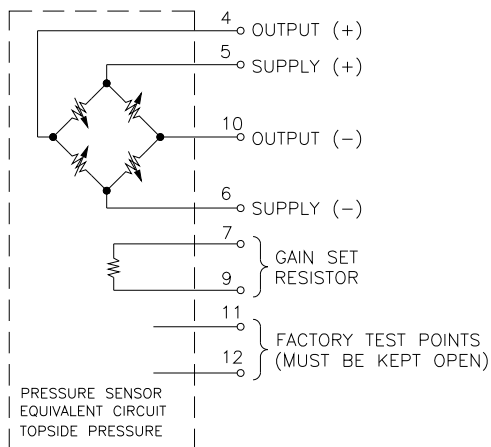 4
OUTPUT (+)
5
SUPPLY (+)
10
OUTPUT (-)
6
SUPPLY (-)
7
GAIN SET
RESISTOR
9
11
FACTORY TEST POINTS
(MUST BE KEPT OPEN)
12
PRESSURE SENSOR
EQUIVALENT CIRCUIT
TOPSIDE PRESSURE